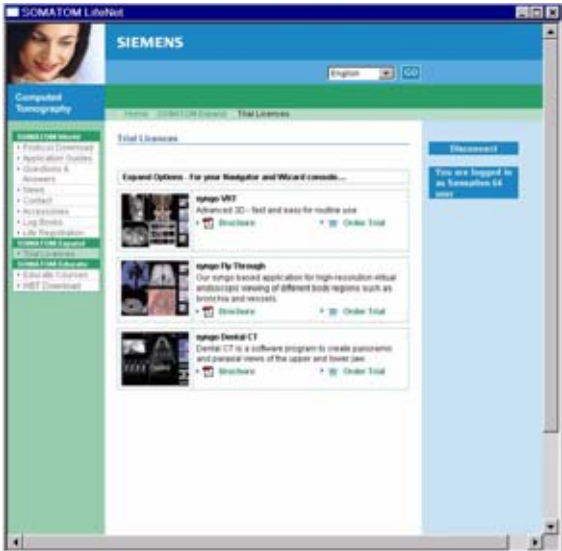 SOMATOM LifeNet
SIEMENS
English
GO
Computed
Tomography
Home SOMATOM Expand Trial Licences
SOMATOM World
Protocol Download
Application Guides
Questions &
Answers
News
Contact
Accessories
Log Books
Life Registration
SOMATOM Expand
Trial Licences
SOMATOM Educate
Educate Courses
WBT Download
Trial Licences
Expand Options - For your Navigator and Wizard console...
syngo VRT
Advanced 3D - fast and easy for routine use
Brochure Order Trial
syngo Fly Through
Our syngo based application for high-resolution virtual
endoscopic viewing of different body regions such as
bronchia and vessels.
Brochure Order Trial
syngo Dental CT
Dental CT is a software program to create panoramic
and paraxial views of the upper and lower jaw
Brochure Order Trial
Disconnect
You are logged in
as Sensation 64
user